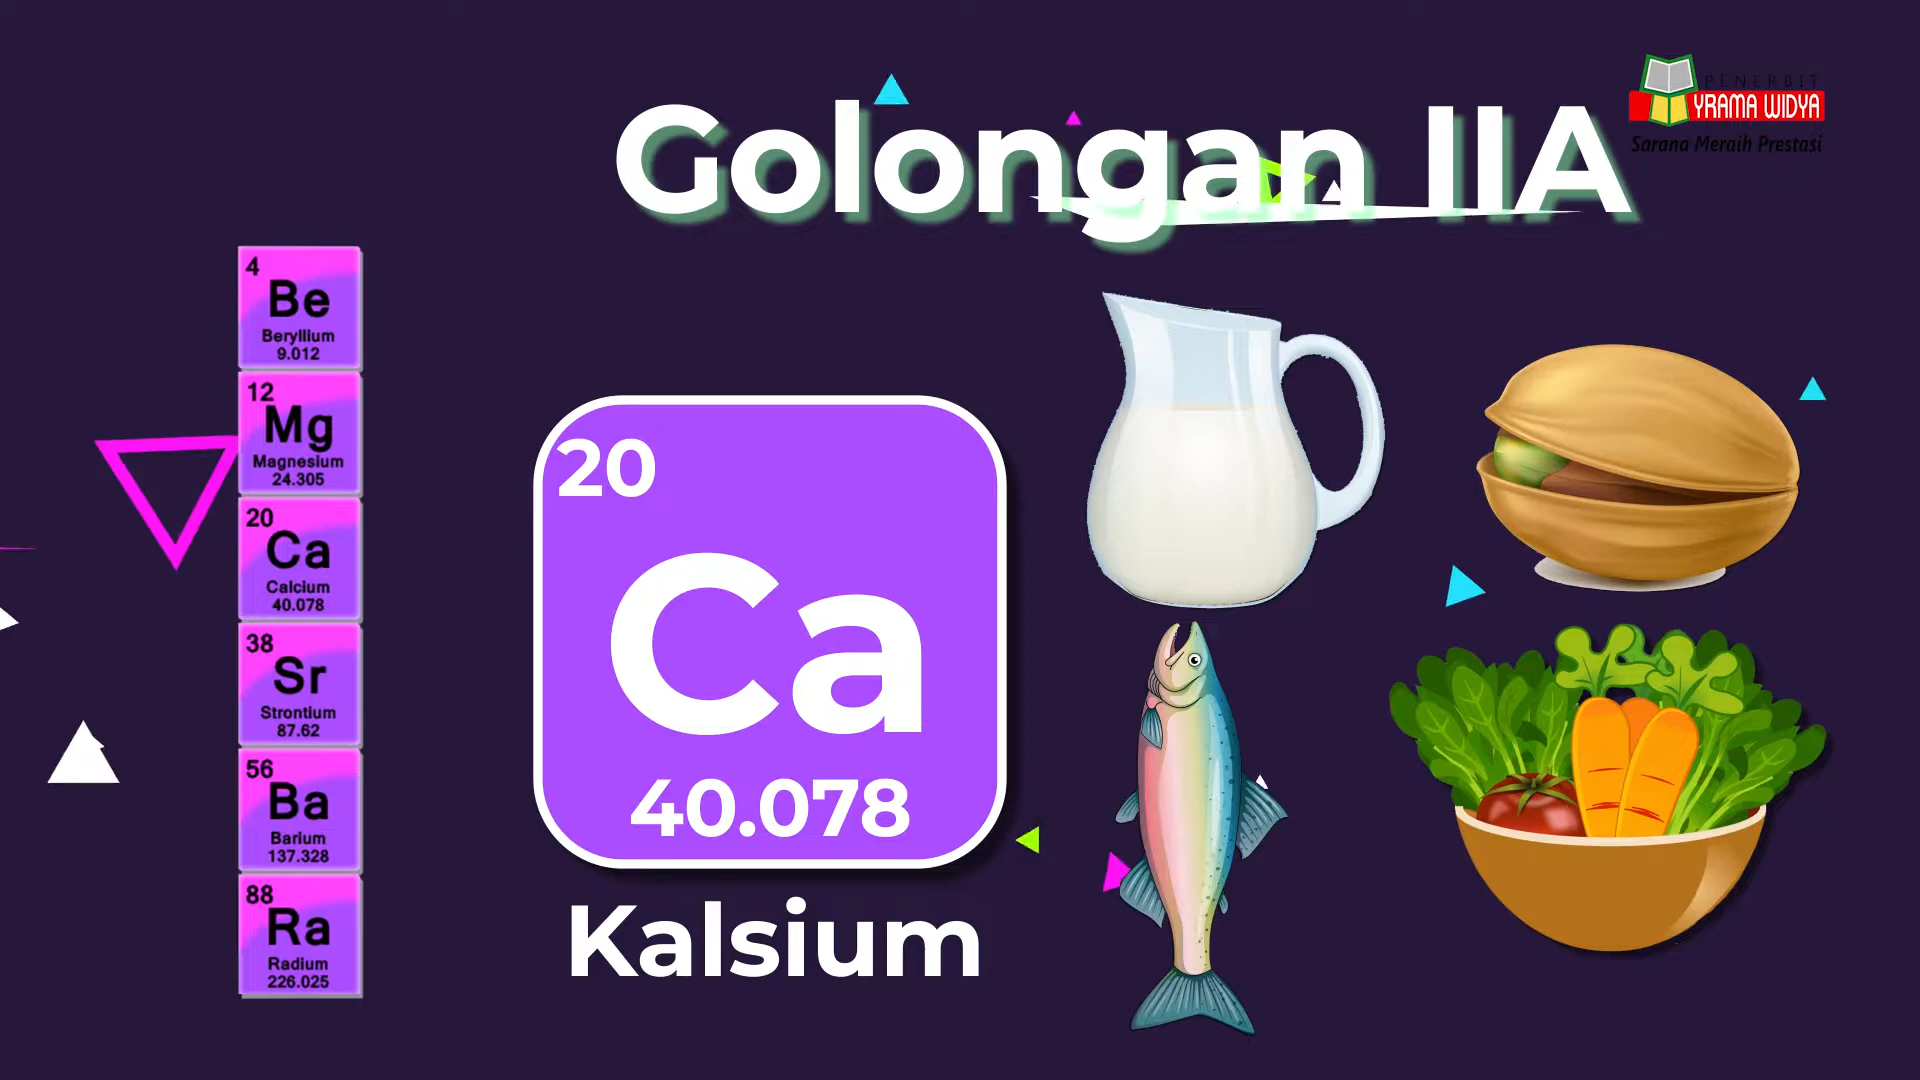 Golongan IIA
PENERBIT
YRAMA WIDYA
Sarana Meraih Prestasi
4
Be
Beryllium
9.012
12
Mg
Magnesium
24.305
20
Ca
Calcium
40.078
38
Sr
Strontium
87.62
56
Ba
Barium
137.328
88
Ra
Radium
226.025
20
Ca
40.078
Kalsium